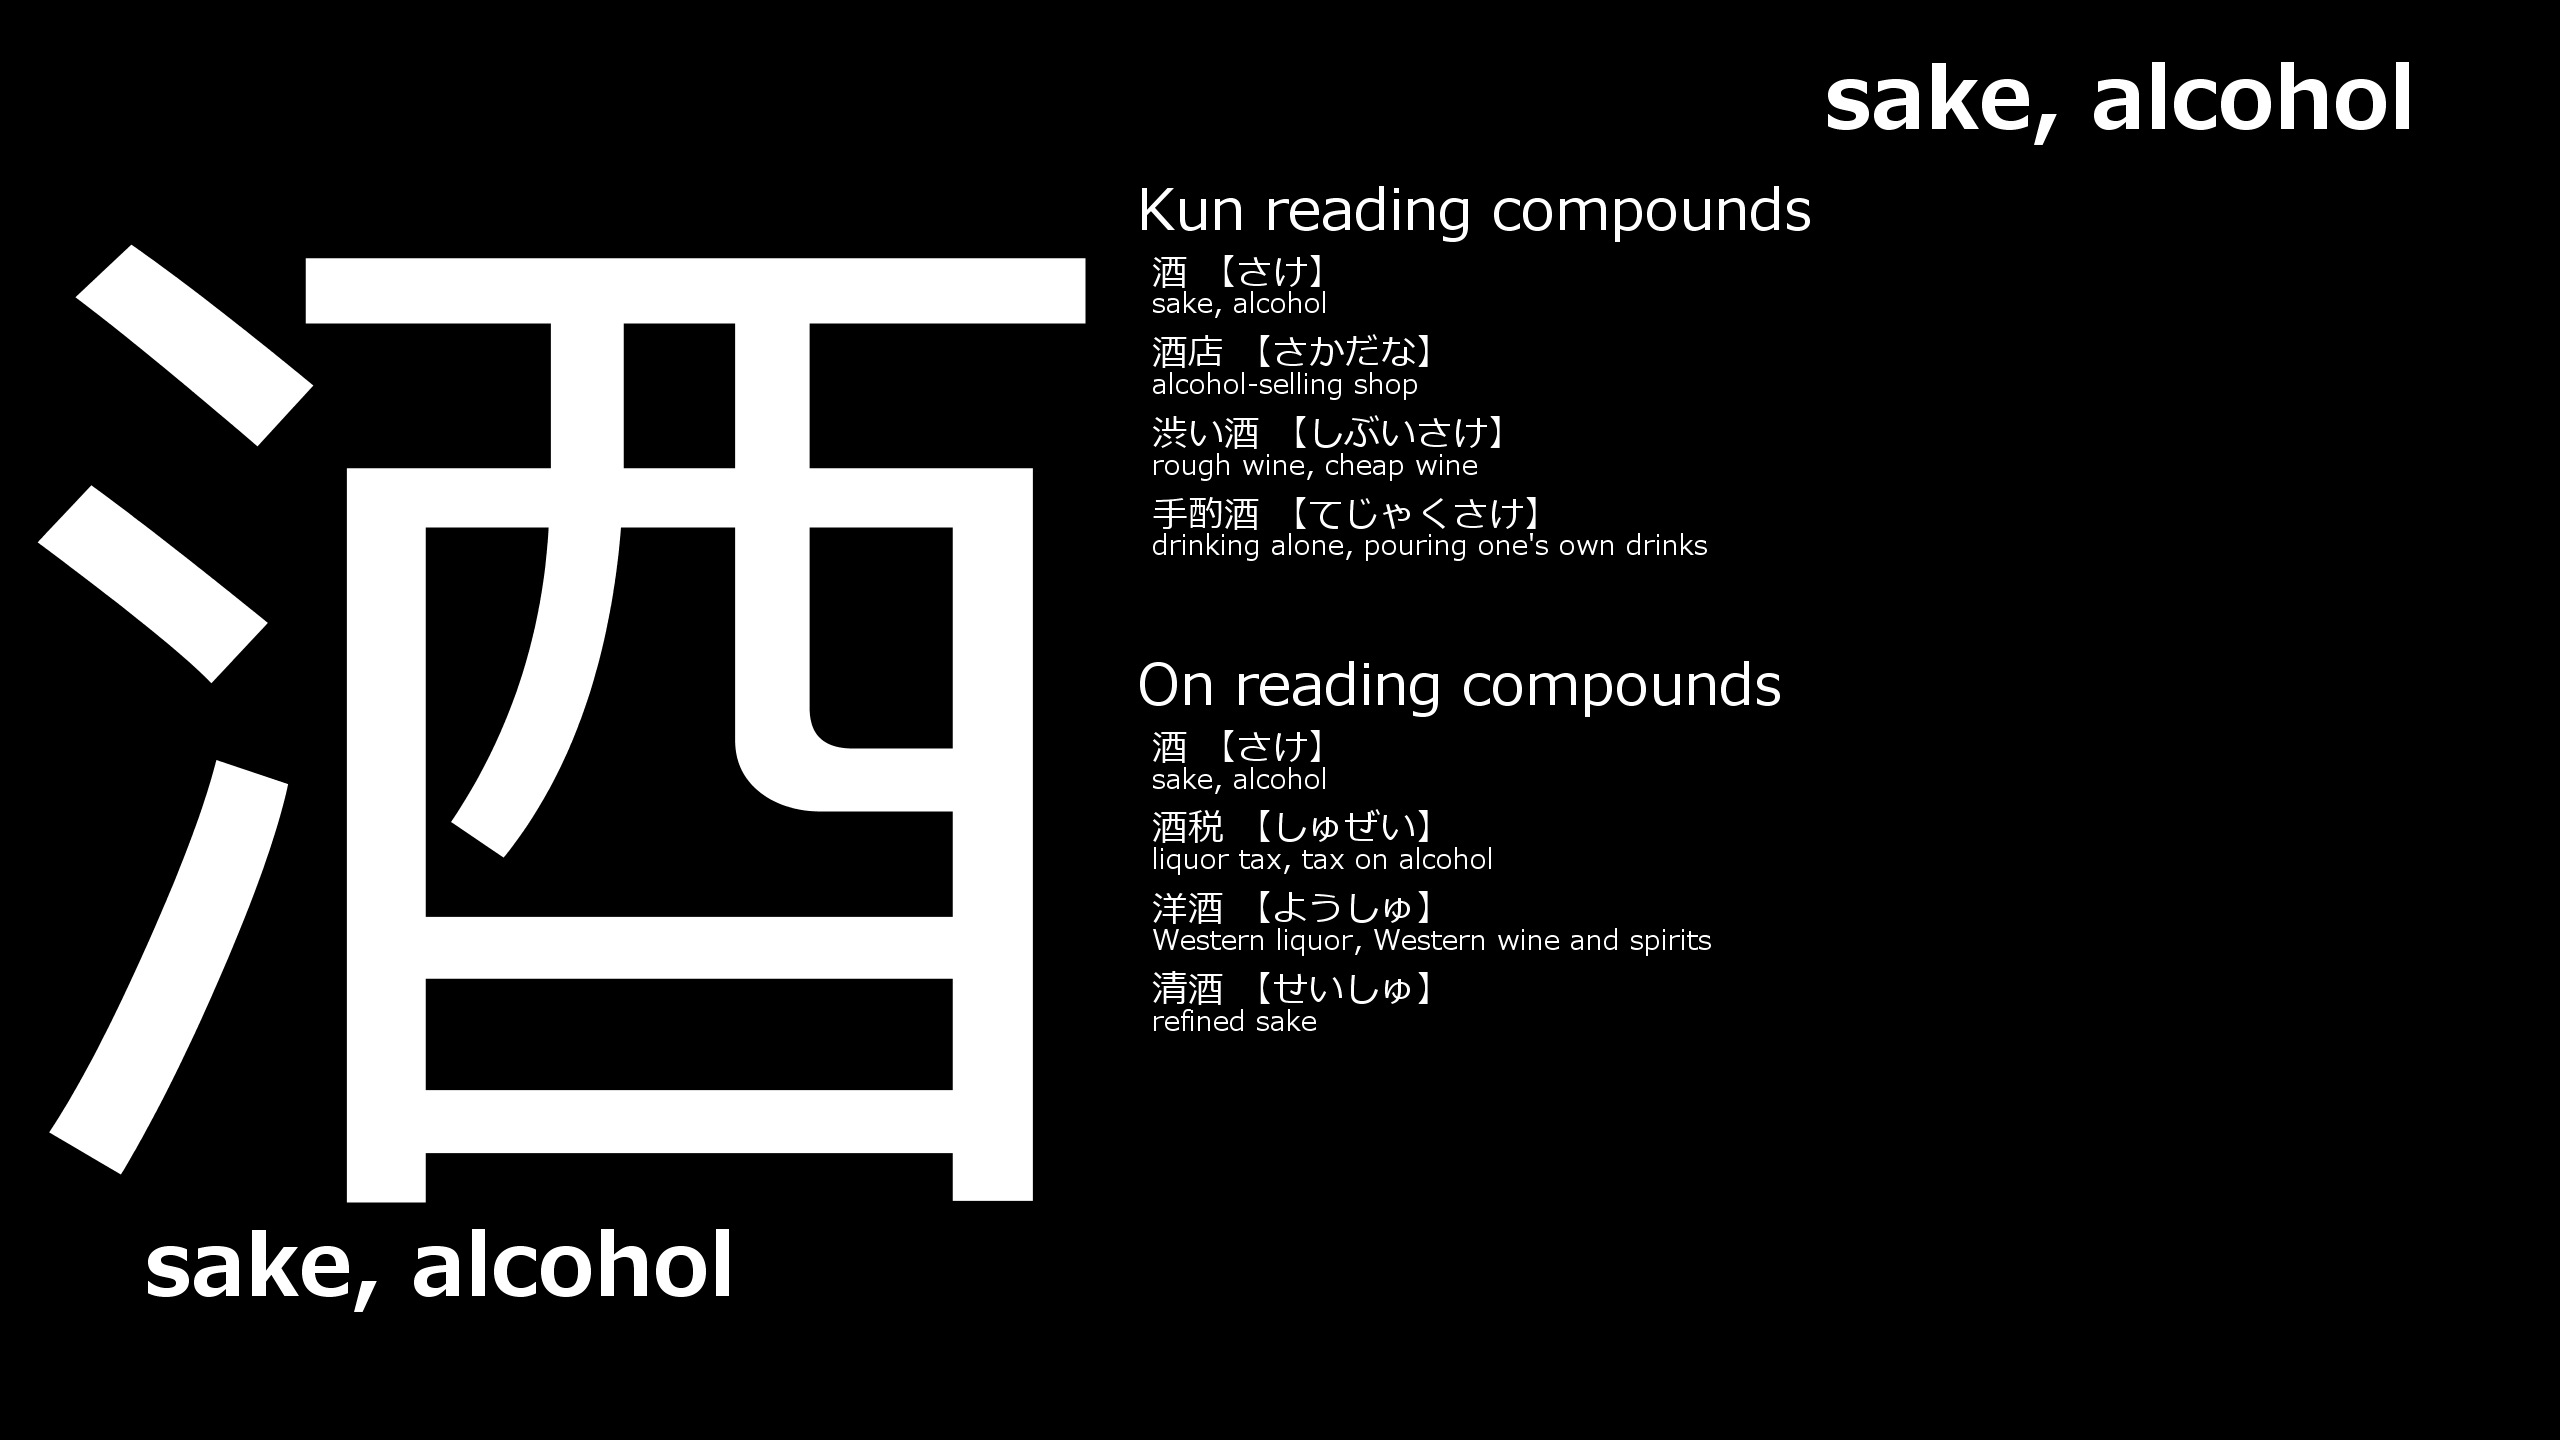 sake, alcohol
酒
sake, alcohol
Kun reading compounds
酒 【さけ】
sake, alcohol
酒店 【さかだな】
alcohol-selling shop
渋い酒 【しぶいさけ】
rough wine, cheap wine
手酌酒 【てじゃくさけ】
drinking alone, pouring one's own drinks
On reading compounds
酒 【さけ】
sake, alcohol
酒税 【しゅぜい】
liquor tax, tax on alcohol
洋酒 【ようしゅ】
Western liquor, Western wine and spirits
清酒 【せいしゅ】
refined sake